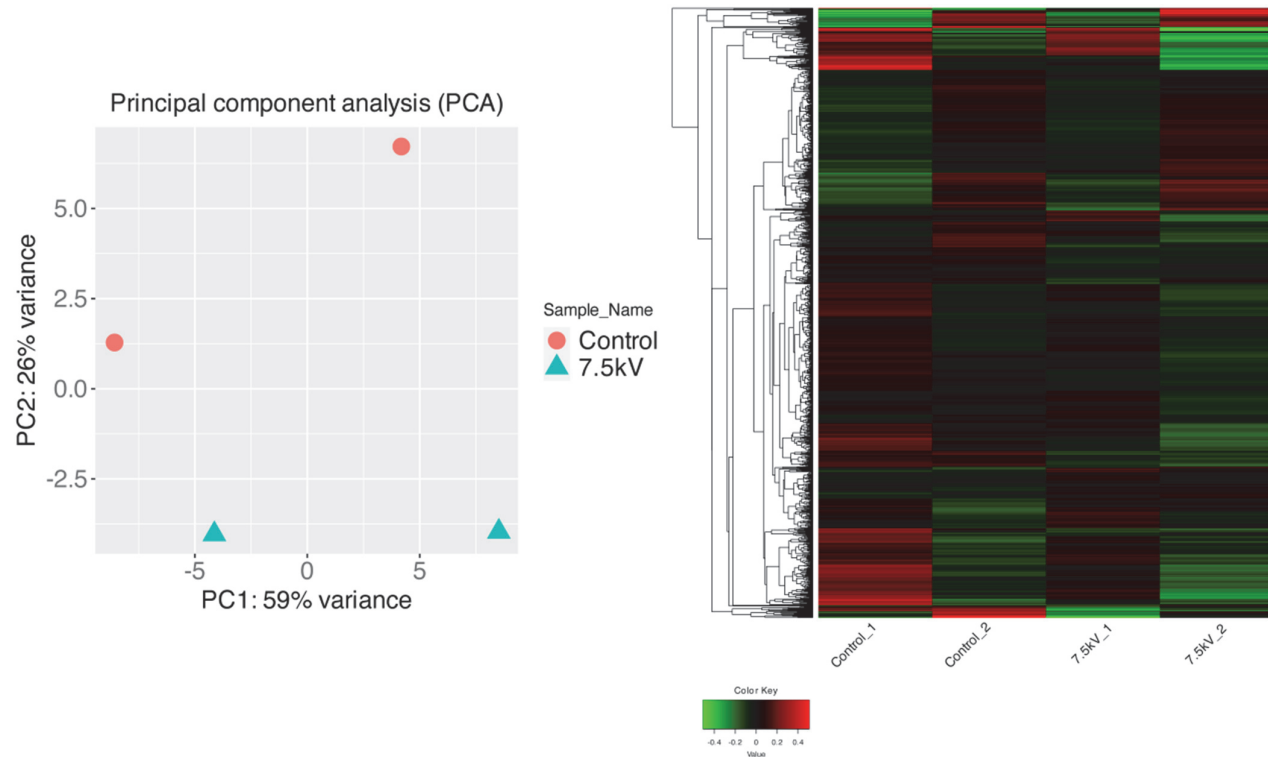 Principal component analysis (PCA)
5.0
2.5
0.0
-2.5
PC2: 26% variance
-5
0
5
PC1: 59% variance
Sample_Name
Control
7.5kV
Control_1
Control_2
7.5kV_1
7.5kV_2
Color Key
-0.4
-0.2
0
0.2
0.4
Value